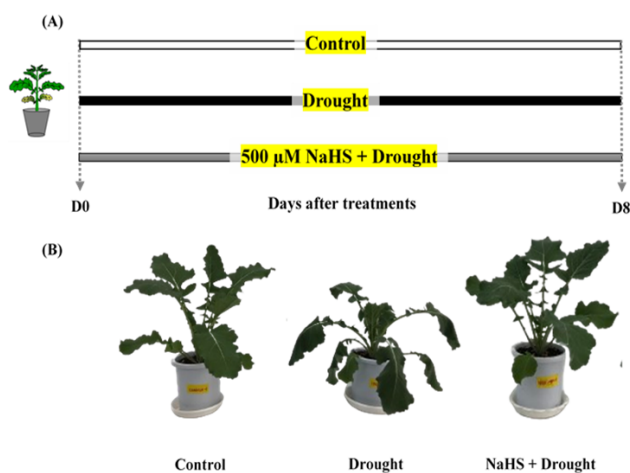 (A)
Control
Drought
500 µM NaHS + Drought
D0 Days after treatments D8
(B)
Control Drought NaHS + Drought